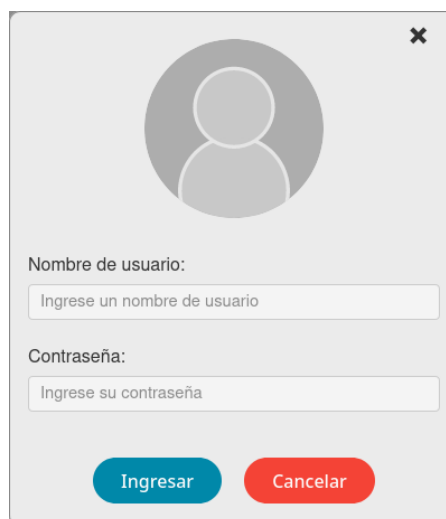 Nombre de usuario:
Ingrese un nombre de usuario
Contraseña:
Ingrese su contraseña
Ingresar
Cancelar